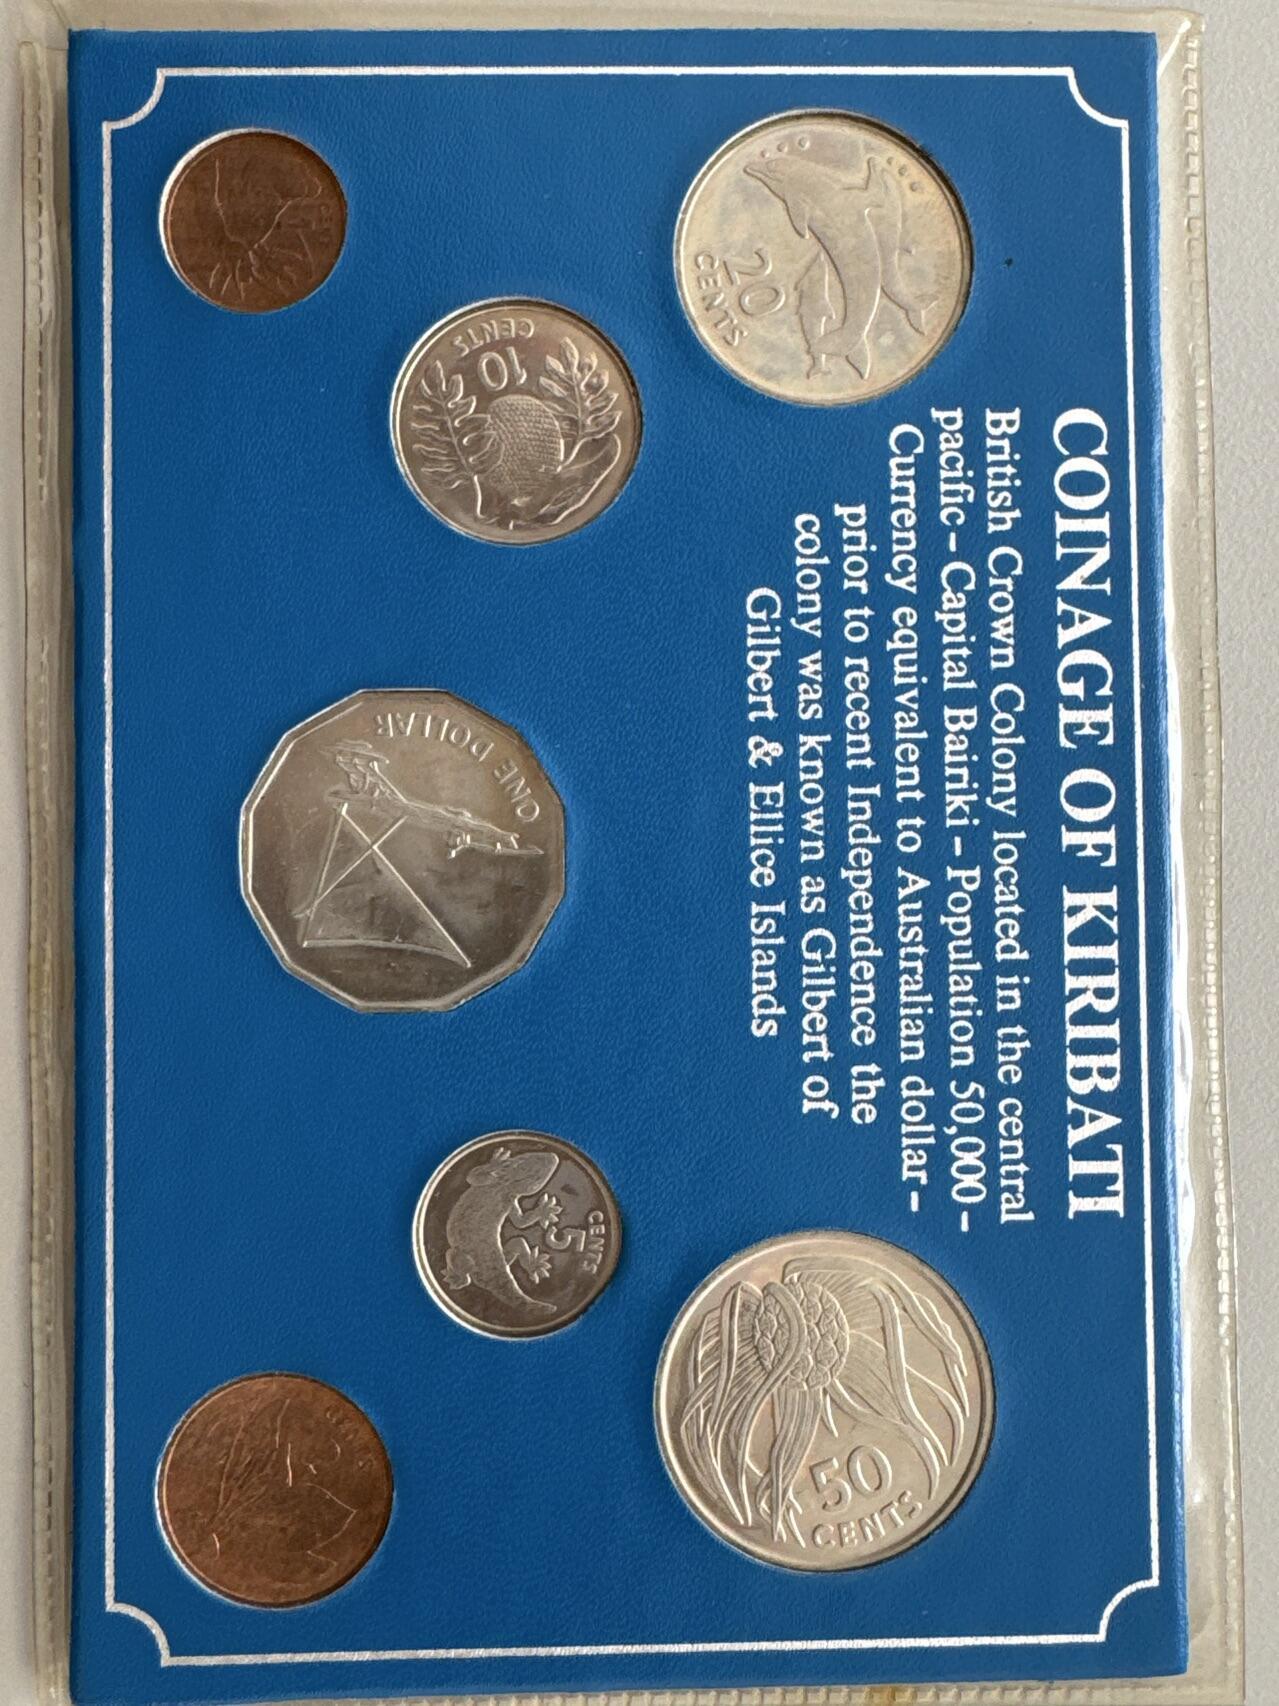 COINAGE OF KIRIBATI
British Crown Colony located in the central
pacific – Capital Bairiki – Population 50,000 –
Currency equivalent to Australian dollar –
prior to recent Independence the
colony was known as Gilbert of
Gilbert & Ellice Islands
20
CENTS
50
CENTS
10
CENTS
ONE DOLLAR
5
CENTS